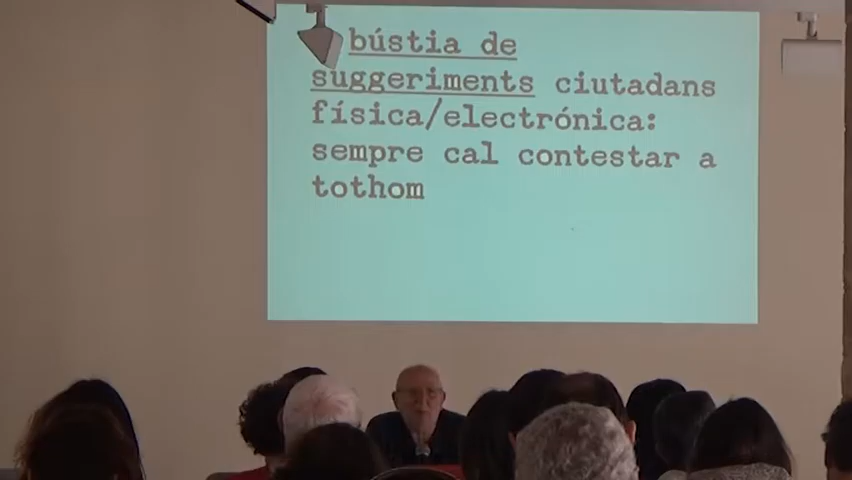 bústia de
suggeriments ciutadans
física/electrónica:
sempre cal contestar a
tothom